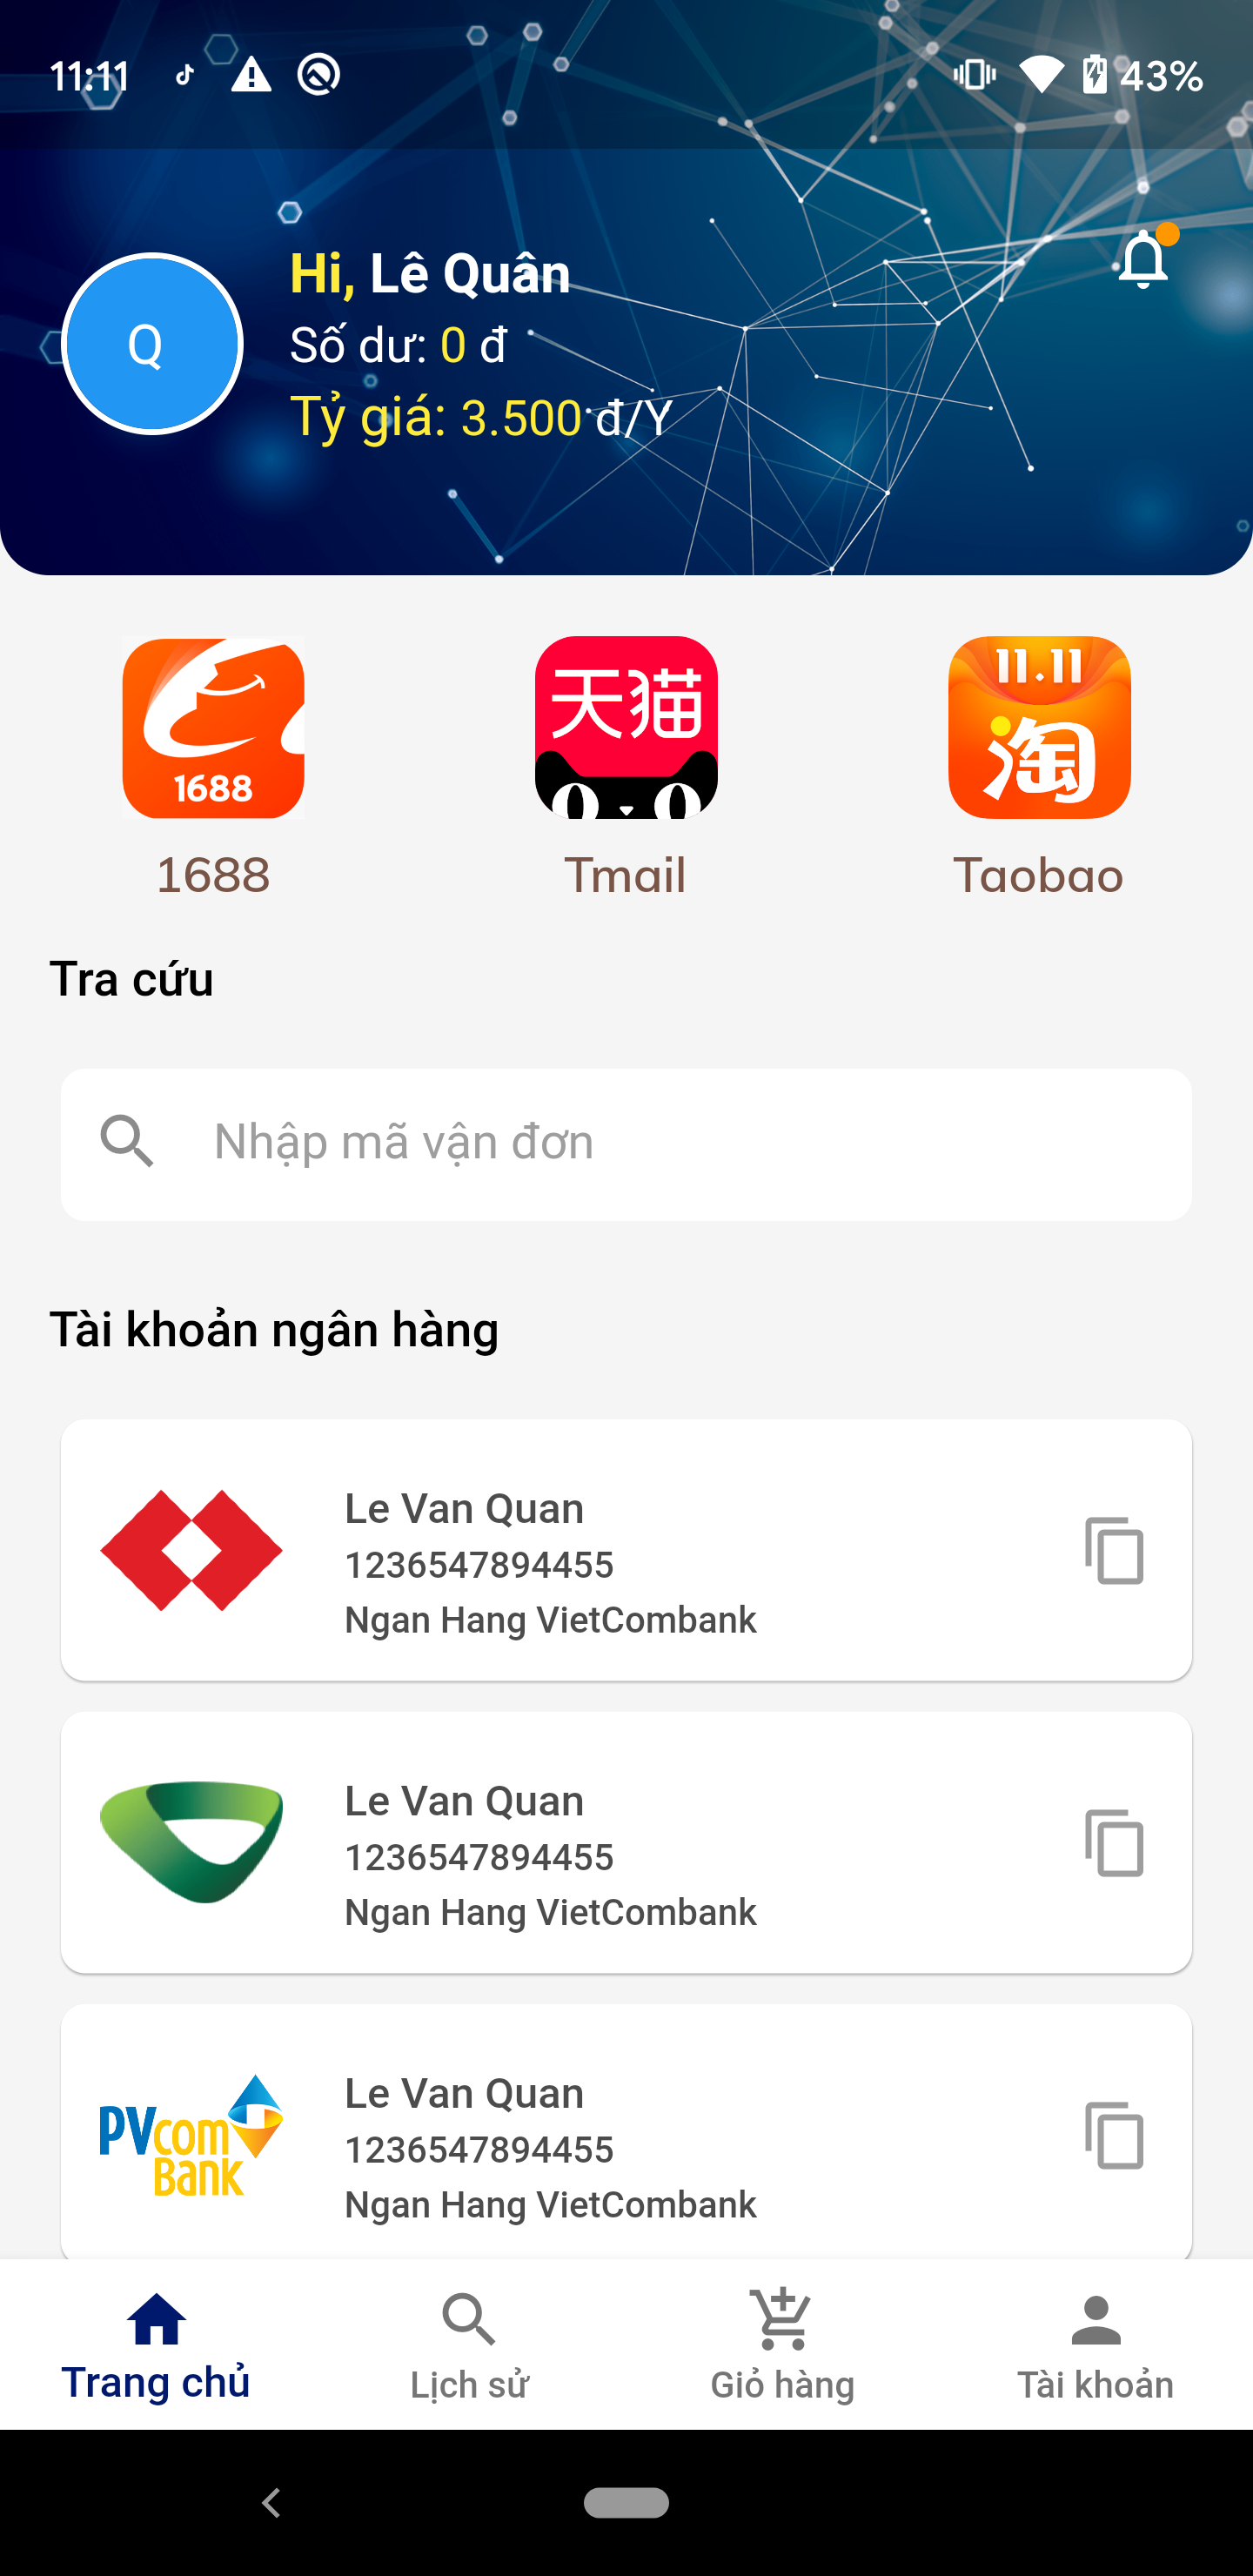 11:11
43%
Hi, Lê Quân
Q
Số dư: 0 đ
Tỷ giá: 3.500 đ/Y
1688
天猫
11.11
淘
1688
Tmail
Taobao
Tra cứu
Nhập mã vận đơn
Tài khoản ngân hàng
Le Van Quan
1236547894455
Ngan Hang VietCombank
Le Van Quan
1236547894455
Ngan Hang VietCombank
PVcom
Bank
Le Van Quan
1236547894455
Ngan Hang VietCombank
Trang chủ
Lịch sử
Giỏ hàng
Tài khoản